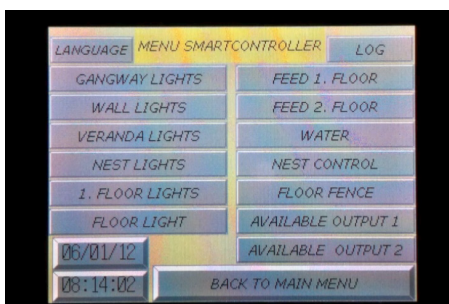 LANGUAGE MENU SMARTCONTROLLER LOG
GANGWAY LIGHTS FEED 1. FLOOR
WALL LIGHTS FEED 2. FLOOR
VERANDA LIGHTS WATER
NEST LIGHTS NEST CONTROL
1. FLOOR LIGHTS FLOOR FENCE
FLOOR LIGHT AVAILABLE OUTPUT 1
06/01/12 AVAILABLE OUTPUT 2
08:14:02 BACK TO MAIN MENU